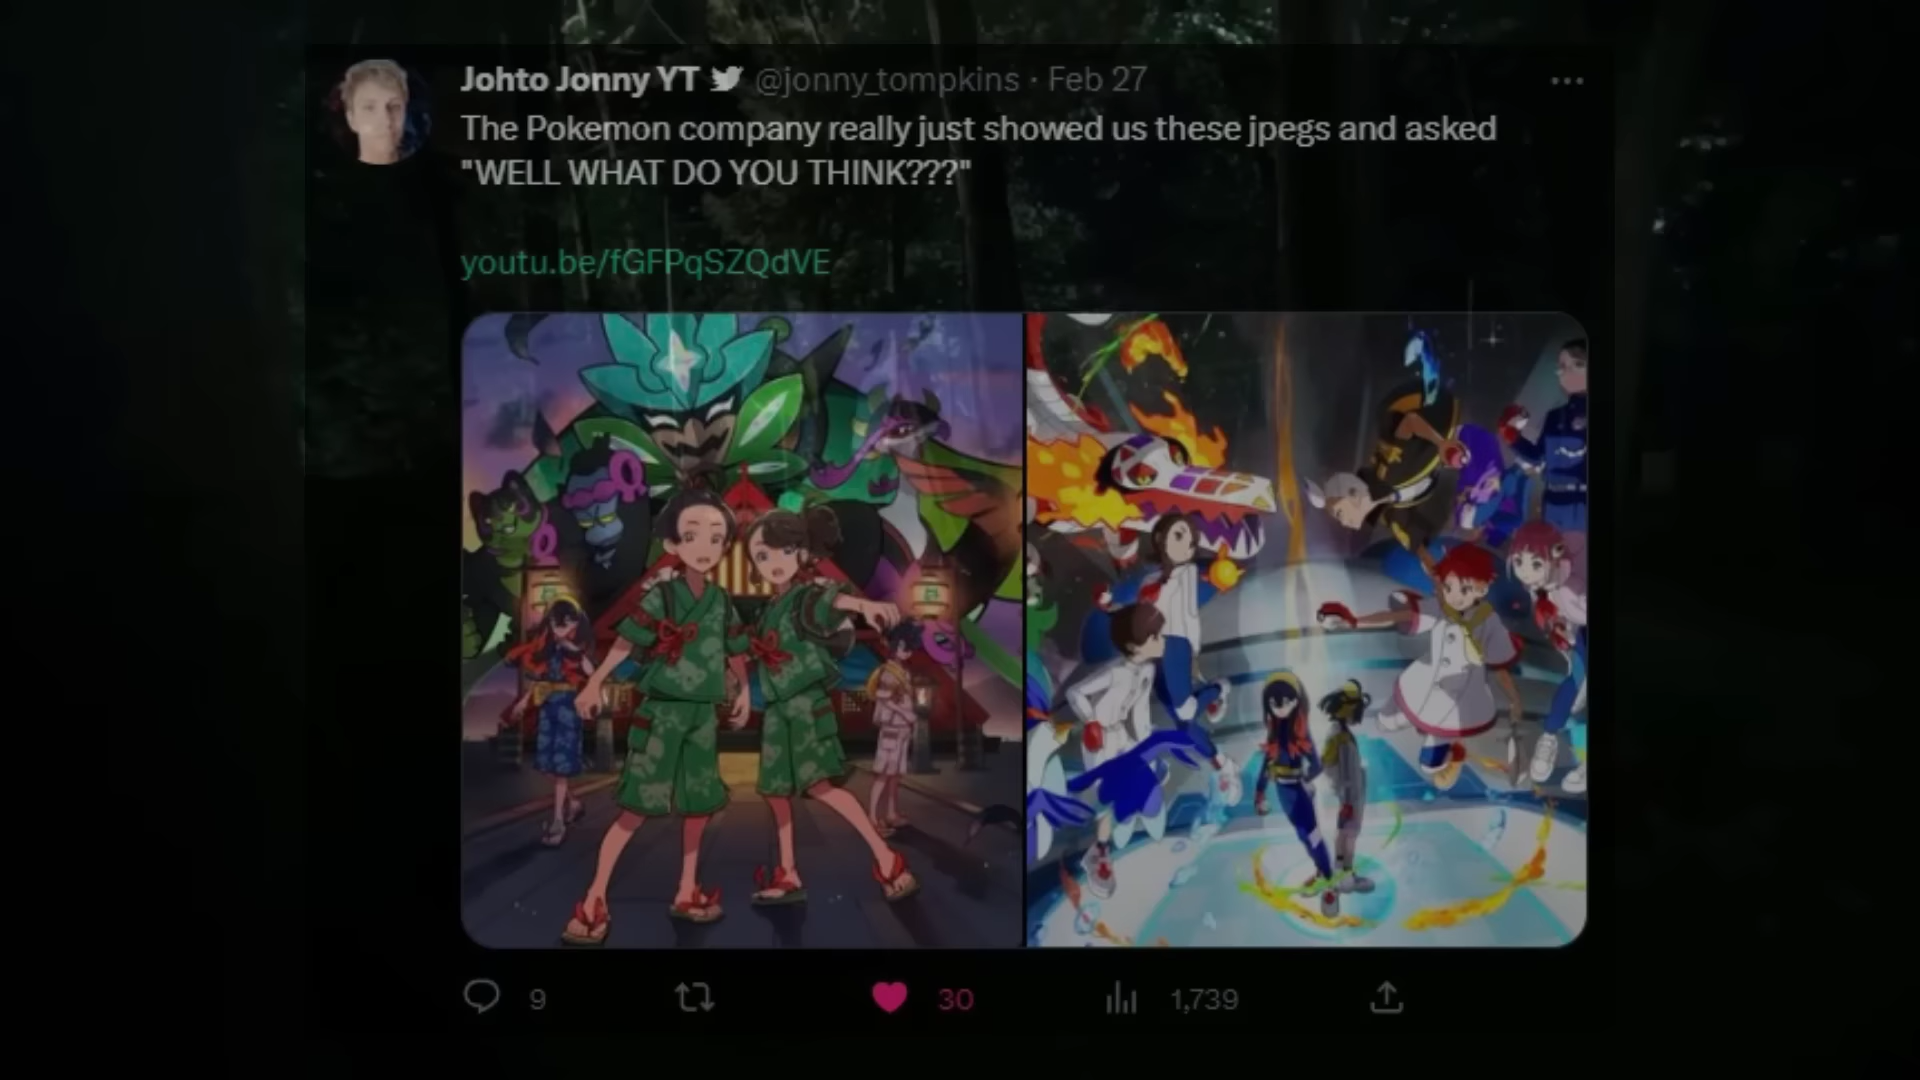 Johto Jonny YT @jonny_tompkins · Feb 27
The Pokemon company really just showed us these jpegs and asked
"WELL WHAT DO YOU THINK???"
youtu.be/fGFPqSZQdVE
9 30 1,739